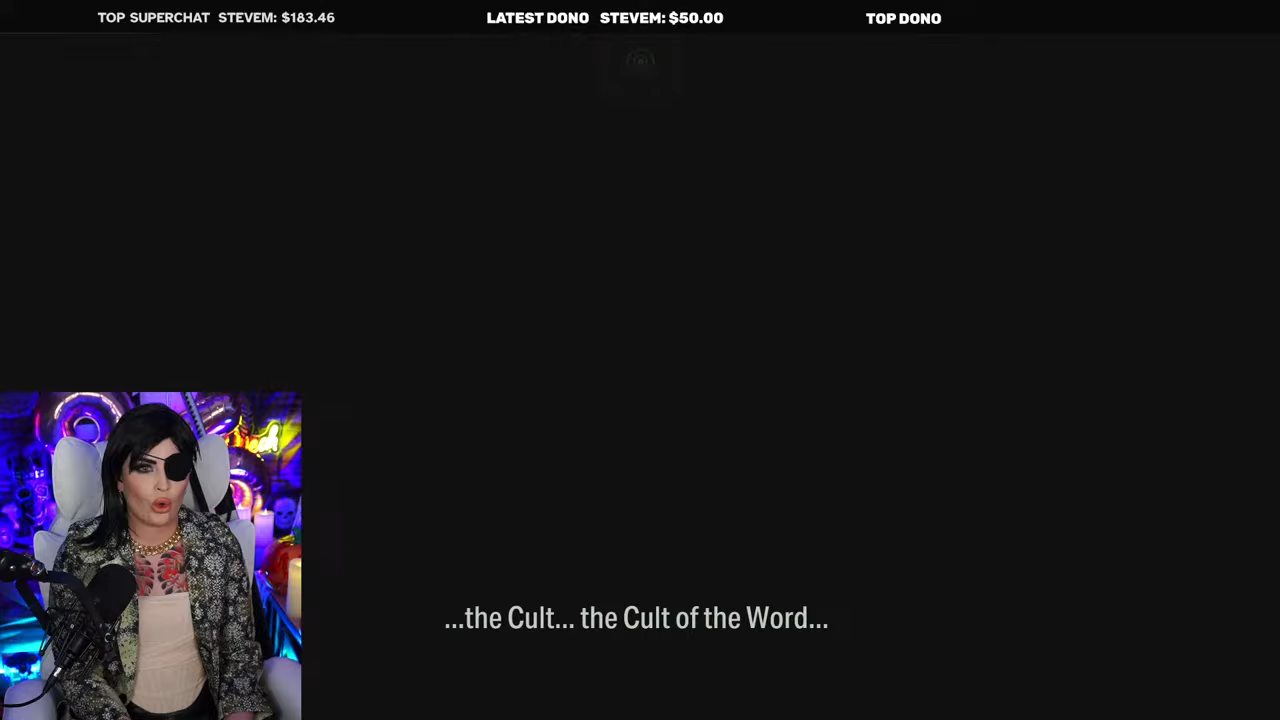 TOP SUPERCHAT STEVEM: $183.46
LATEST DONO STEVEM: $50.00
TOP DONO
...the Cult... the Cult of the Word...